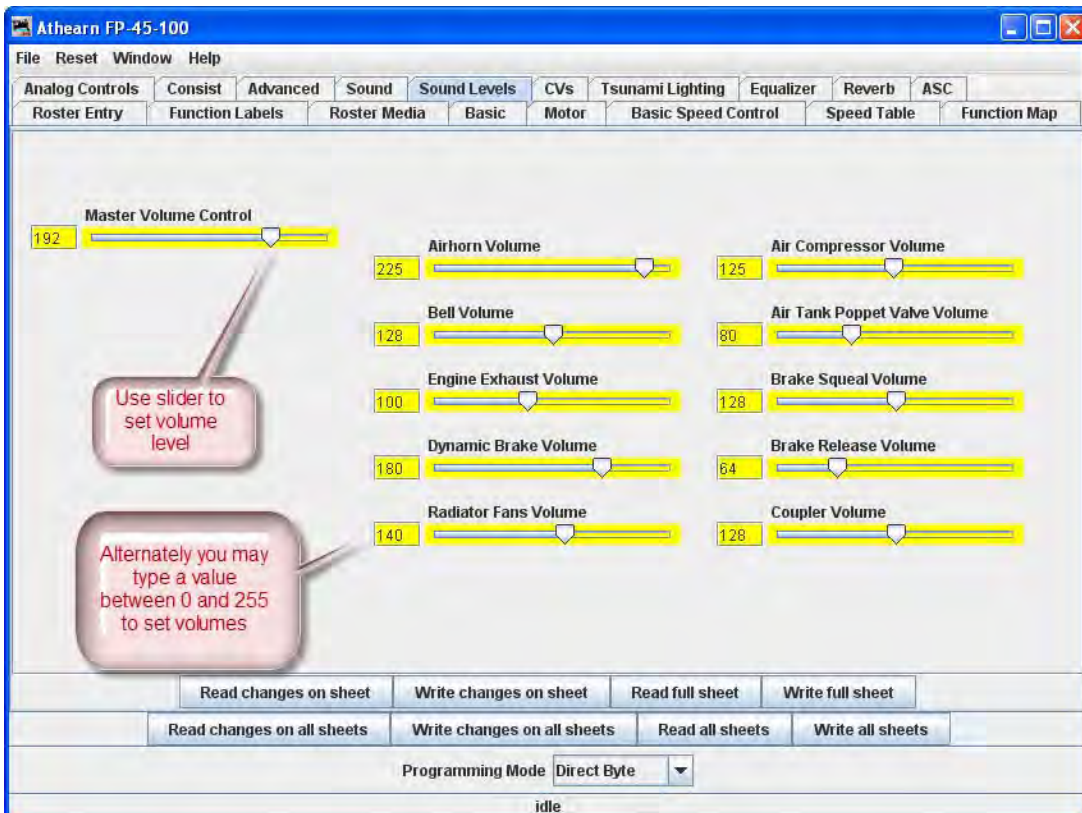 Athearn FP-45-100
File Reset Window Help
Analog Controls Consist Advanced Sound Sound Levels CVs Tsunami Lighting Equalizer Reverb ASC
Roster Entry Function Labels Roster Media Basic Motor Basic Speed Control Speed Table Function Map
Master Volume Control
192
Airhorn Volume
225
Bell Volume
128
Engine Exhaust Volume
100
Dynamic Brake Volume
180
Radiator Fans Volume
140
Air Compressor Volume
125
Air Tank Poppet Valve Volume
80
Brake Squeal Volume
128
Brake Release Volume
64
Coupler Volume
128
Use slider to
set volume
level
Alternately you may
type a value
between 0 and 255
to set volumes
Read changes on sheet Write changes on sheet Read full sheet Write full sheet
Read changes on all sheets Write changes on all sheets Read all sheets Write all sheets
Programming Mode Direct Byte
idle